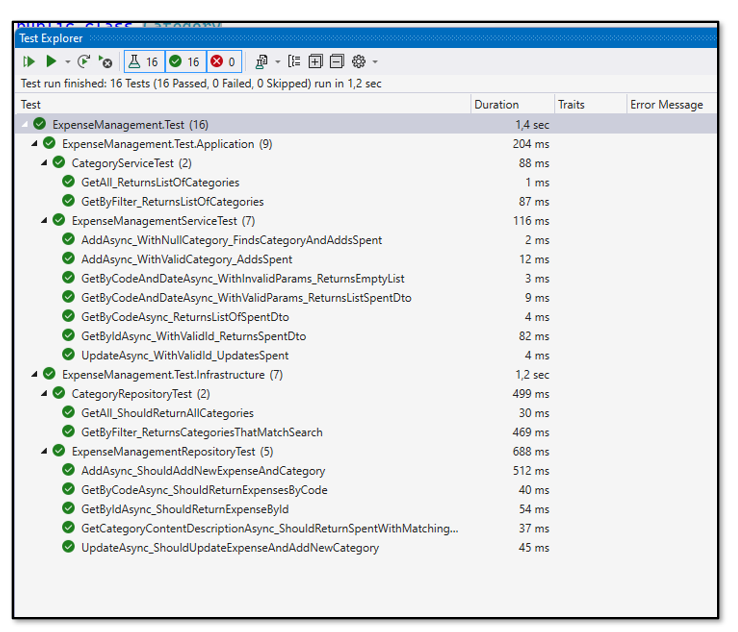 public class Category
Test Explorer
16 16 0
Test run finished: 16 Tests (16 Passed, 0 Failed, 0 Skipped) run in 1,2 sec
Test Duration Traits Error Message
ExpenseManagement.Test (16) 1,4 sec
ExpenseManagement.Test.Application (9) 204 ms
CategoryServiceTest (2) 88 ms
GetAll_ReturnsListOfCategories 1 ms
GetByFilter_ReturnsListOfCategories 87 ms
ExpenseManagementServiceTest (7) 116 ms
AddAsync_WithNullCategory_FindsCategoryAndAddsSpent 2 ms
AddAsync_WithValidCategory_AddsSpent 12 ms
GetByCodeAndDateAsync_WithInvalidParams_ReturnsEmptyList 3 ms
GetByCodeAndDateAsync_WithValidParams_ReturnsListSpentDto 9 ms
GetByCodeAsync_ReturnsListOfSpentDto 4 ms
GetByIdAsync_WithValidId_ReturnsSpentDto 82 ms
UpdateAsync_WithValidId_UpdatesSpent 4 ms
ExpenseManagement.Test.Infrastructure (7) 1,2 sec
CategoryRepositoryTest (2) 499 ms
GetAll_ShouldReturnAllCategories 30 ms
GetByFilter_ReturnsCategoriesThatMatchSearch 469 ms
ExpenseManagementRepositoryTest (5) 688 ms
AddAsync_ShouldAddNewExpenseAndCategory 512 ms
GetByCodeAsync_ShouldReturnExpensesByCode 40 ms
GetByIdAsync_ShouldReturnExpenseById 54 ms
GetCategoryContentDescriptionAsync_ShouldReturnSpentWithMatching... 37 ms
UpdateAsync_ShouldUpdateExpenseAndAddNewCategory 45 ms